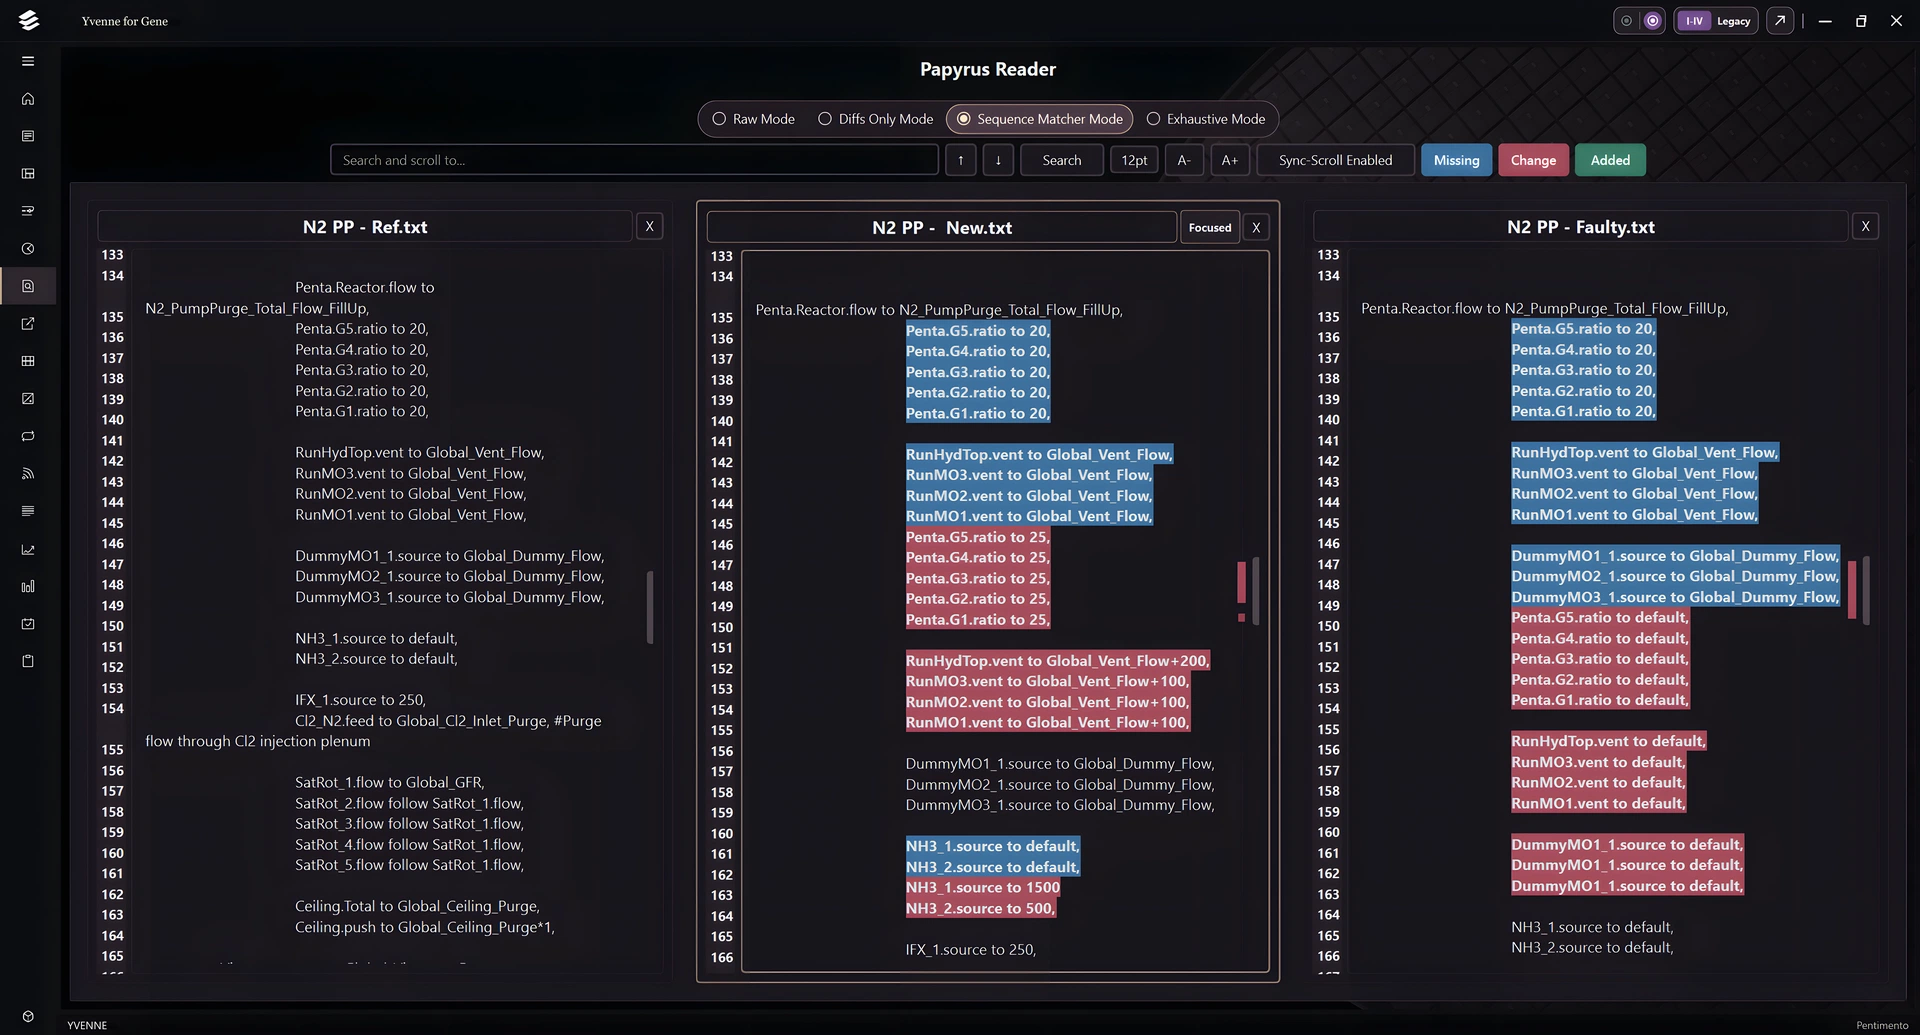 Yvenne for Gene
I-IV Legacy
Papyrus Reader
Raw Mode
Diffs Only Mode
Sequence Matcher Mode
Exhaustive Mode
Search and scroll to...
↑
↓
Search
12pt
A-
A+
Sync-Scroll Enabled
Missing
Change
Added
N2 PP - Ref.txt
X
133
134
Penta.Reactor.flow to
N2_PumpPurge_Total_Flow_FillUp,
135 Penta.G5.ratio to 20,
136 Penta.G4.ratio to 20,
137 Penta.G3.ratio to 20,
138 Penta.G2.ratio to 20,
139 Penta.G1.ratio to 20,
140
141
142 RunHydTop.vent to Global_Vent_Flow,
143 RunMO3.vent to Global_Vent_Flow,
144 RunMO2.vent to Global_Vent_Flow,
145 RunMO1.vent to Global_Vent_Flow,
146
147 DummyMO1_1.source to Global_Dummy_Flow,
148 DummyMO2_1.source to Global_Dummy_Flow,
149 DummyMO3_1.source to Global_Dummy_Flow,
150
151 NH3_1.source to default,
152 NH3_2.source to default,
153
154 IFX_1.source to 250,
Cl2_N2.feed to Global_Cl2_Inlet_Purge, #Purge
155 flow through Cl2 injection plenum
156
157 SatRot_1.flow to Global_GFR,
158 SatRot_2.flow follow SatRot_1.flow,
159 SatRot_3.flow follow SatRot_1.flow,
160 SatRot_4.flow follow SatRot_1.flow,
161 SatRot_5.flow follow SatRot_1.flow,
162
163 Ceiling.Total to Global_Ceiling_Purge,
164 Ceiling.push to Global_Ceiling_Purge*1,
165
N2 PP - New.txt
Focused
X
133
134
Penta.Reactor.flow to N2_PumpPurge_Total_Flow_FillUp,
135 Penta.G5.ratio to 20,
136 Penta.G4.ratio to 20,
137 Penta.G3.ratio to 20,
138 Penta.G2.ratio to 20,
139 Penta.G1.ratio to 20,
140
141
142 RunHydTop.vent to Global_Vent_Flow,
143 RunMO3.vent to Global_Vent_Flow,
144 RunMO2.vent to Global_Vent_Flow,
145 RunMO1.vent to Global_Vent_Flow,
146 Penta.G5.ratio to 25,
147 Penta.G4.ratio to 25,
148 Penta.G3.ratio to 25,
149 Penta.G2.ratio to 25,
150 Penta.G1.ratio to 25,
151
152 RunHydTop.vent to Global_Vent_Flow+200,
153 RunMO3.vent to Global_Vent_Flow+100,
154 RunMO2.vent to Global_Vent_Flow+100,
155 RunMO1.vent to Global_Vent_Flow+100,
156
157 DummyMO1_1.source to Global_Dummy_Flow,
158 DummyMO2_1.source to Global_Dummy_Flow,
159 DummyMO3_1.source to Global_Dummy_Flow,
160
161 NH3_1.source to default,
162 NH3_2.source to default,
163 NH3_1.source to 1500
164 NH3_2.source to 500,
165
166 IFX_1.source to 250,
N2 PP - Faulty.txt
X
133
134
Penta.Reactor.flow to N2_PumpPurge_Total_Flow_FillUp,
135 Penta.G5.ratio to 20,
136 Penta.G4.ratio to 20,
137 Penta.G3.ratio to 20,
138 Penta.G2.ratio to 20,
139 Penta.G1.ratio to 20,
140
141
142 RunHydTop.vent to Global_Vent_Flow,
143 RunMO3.vent to Global_Vent_Flow,
144 RunMO2.vent to Global_Vent_Flow,
145 RunMO1.vent to Global_Vent_Flow,
146
147 DummyMO1_1.source to Global_Dummy_Flow,
148 DummyMO2_1.source to Global_Dummy_Flow,
149 DummyMO3_1.source to Global_Dummy_Flow,
150 Penta.G5.ratio to default,
151 Penta.G4.ratio to default,
152 Penta.G3.ratio to default,
153 Penta.G2.ratio to default,
154 Penta.G1.ratio to default,
155
156 RunHydTop.vent to default,
157 RunMO3.vent to default,
158 RunMO2.vent to default,
159 RunMO1.vent to default,
160
161 DummyMO1_1.source to default,
162 DummyMO1_1.source to default,
163 DummyMO1_1.source to default,
164
165 NH3_1.source to default,
166 NH3_2.source to default,
YVENNE
Pentimento